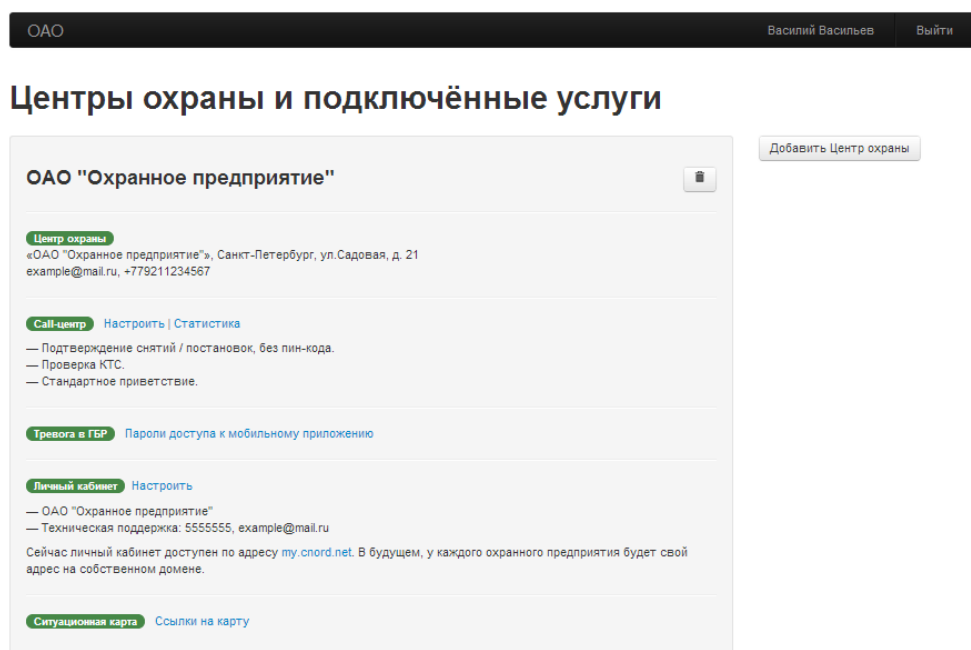 ОАО
Василий Васильев
Выйти
Центры охраны и подключённые услуги
Добавить Центр охраны
ОАО "Охранное предприятие"
Центр охраны
«ОАО "Охранное предприятие"», Санкт-Петербург, ул.Садовая, д. 21
example@mail.ru, +779211234567
Call-центр Настроить | Статистика
— Подтверждение снятий / постановок, без пин-кода.
— Проверка КТС.
— Стандартное приветствие.
Тревога в ГБР Пароли доступа к мобильному приложению
Личный кабинет Настроить
— ОАО "Охранное предприятие"
— Техническая поддержка: 5555555, example@mail.ru
Сейчас личный кабинет доступен по адресу my.cnord.net. В будущем, у каждого охранного предприятия будет свой
адрес на собственном домене.
Ситуационная карта Ссылки на карту